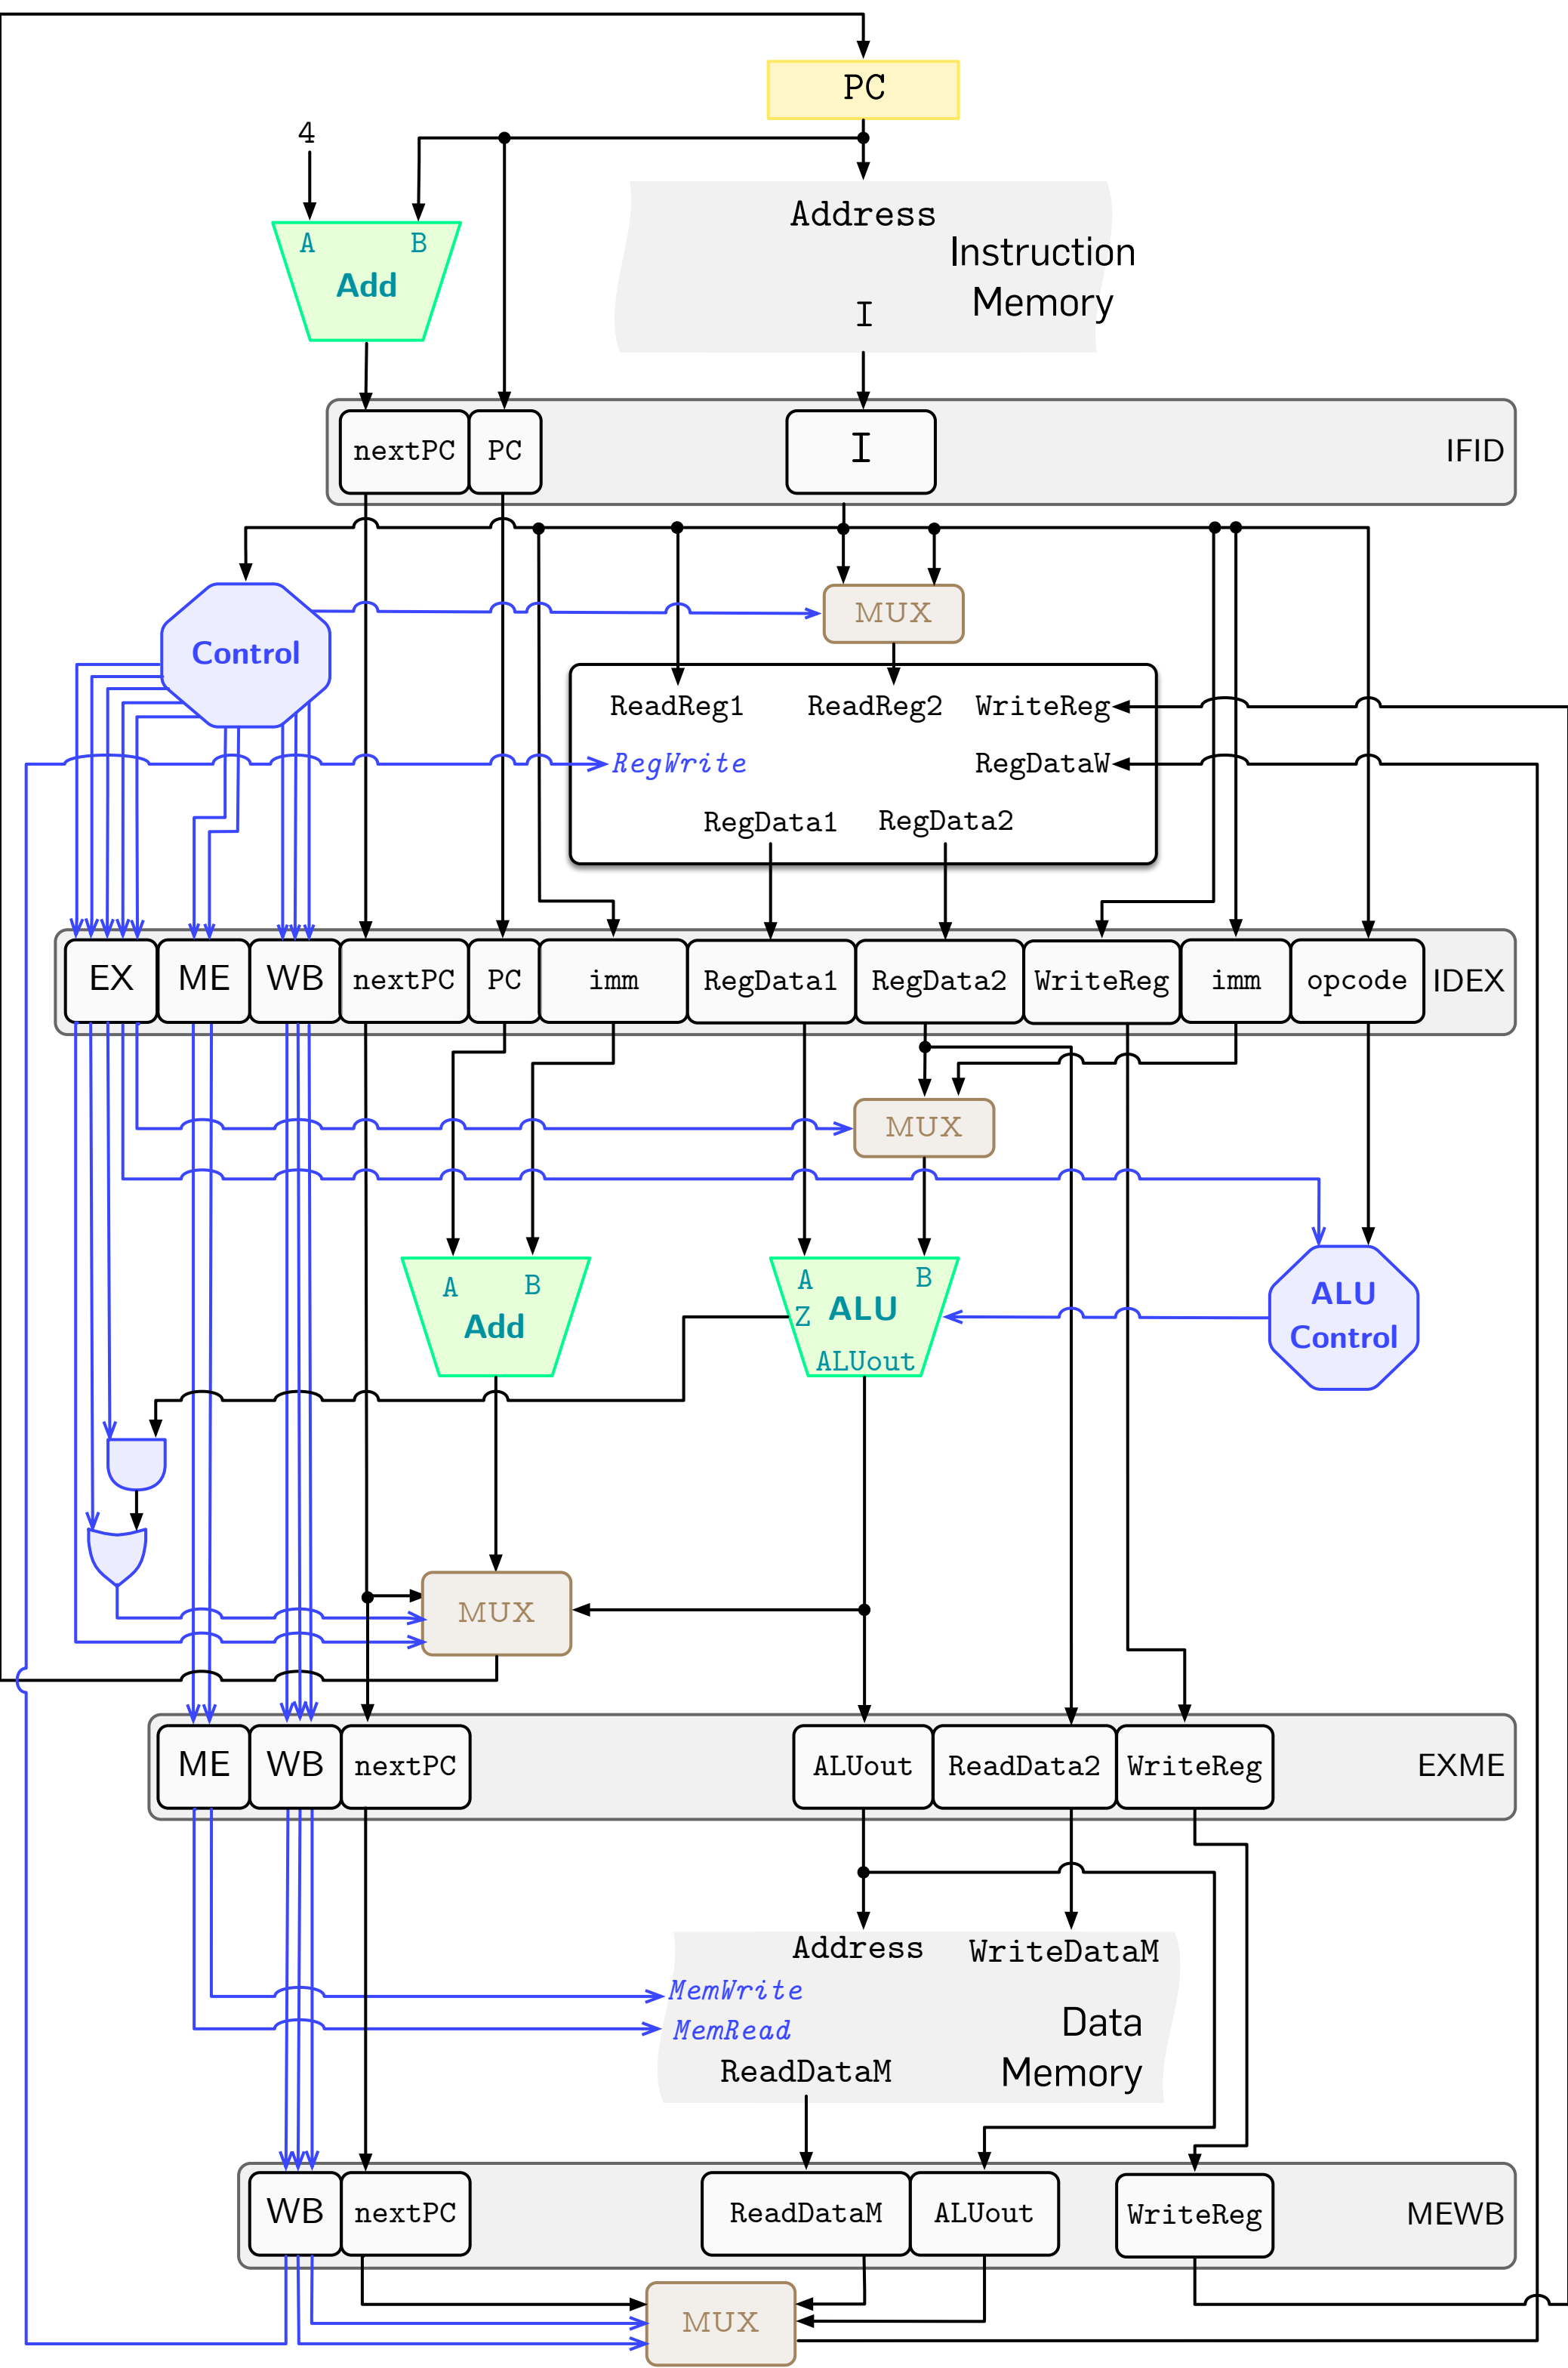 PC
4
A B
Add
Address
Instruction
Memory
I
nextPC PC I IFID
Control
MUX
ReadReg1 ReadReg2 WriteReg
RegWrite RegDataW
RegData1 RegData2
EX ME WB nextPC PC imm RegData1 RegData2 WriteReg imm opcode IDEX
MUX
A B
Add
A B
Z ALU
ALUout
ALU
Control
MUX
ME WB nextPC ALUout ReadData2 WriteReg EXME
Address WriteDataM
MemWrite
MemRead
Data
Memory
ReadDataM
WB nextPC ReadDataM ALUout WriteReg MEWB
MUX